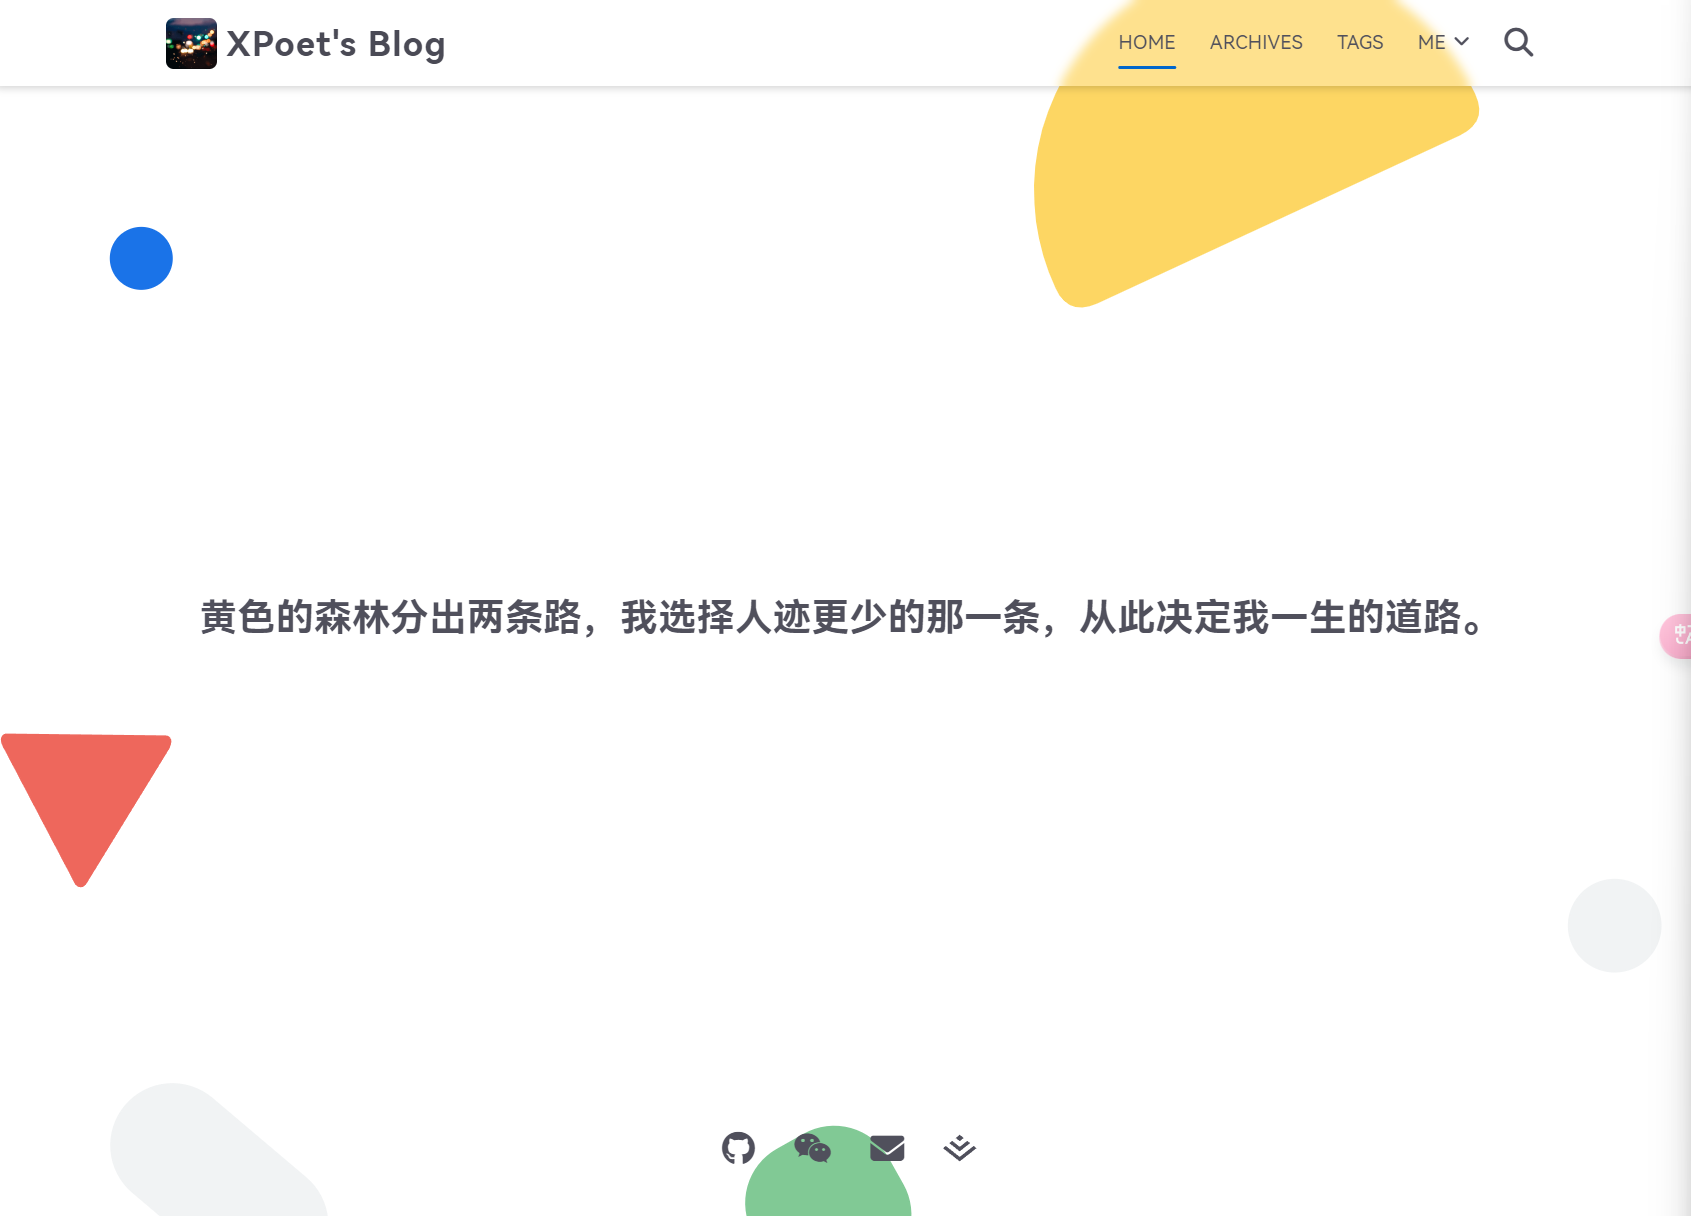 XPoet's Blog
HOME
ARCHIVES
TAGS
ME
黄色的森林分出两条路，我选择人迹更少的那一条，从此决定我一生的道路。